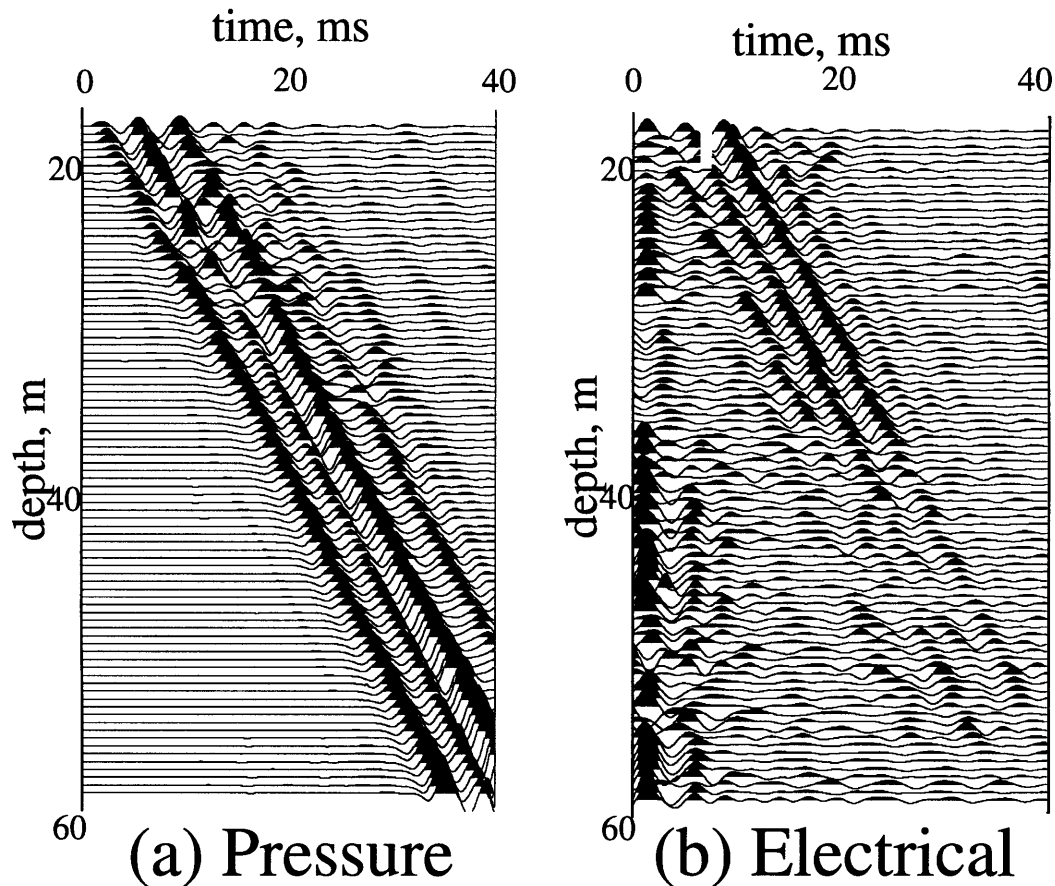 time, ms
0 20 40
20
40
60
depth, m
(a) Pressure
time, ms
0 20 40
20
40
60
depth, m
(b) Electrical